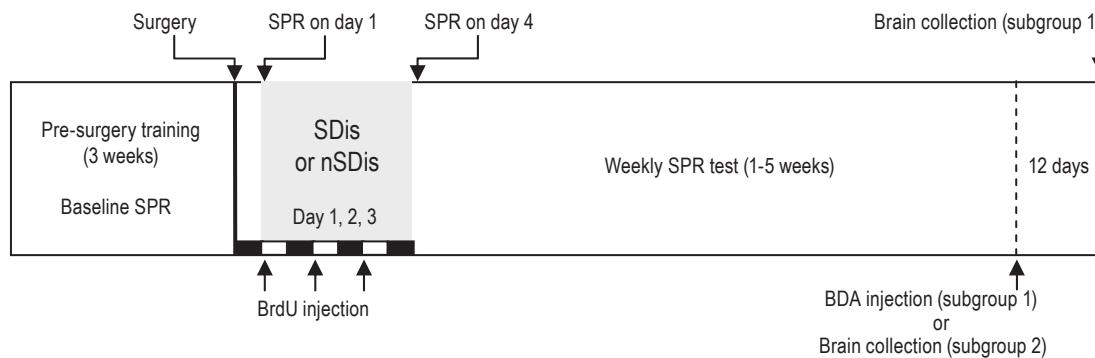 Surgery
SPR on day 1
SPR on day 4
Brain collection (subgroup 1
Pre-surgery training
(3 weeks)
Baseline SPR
SDis
or nSDis
Day 1, 2, 3
Weekly SPR test (1-5 weeks)
12 days
BrdU injection
BDA injection (subgroup 1)
or
Brain collection (subgroup 2)